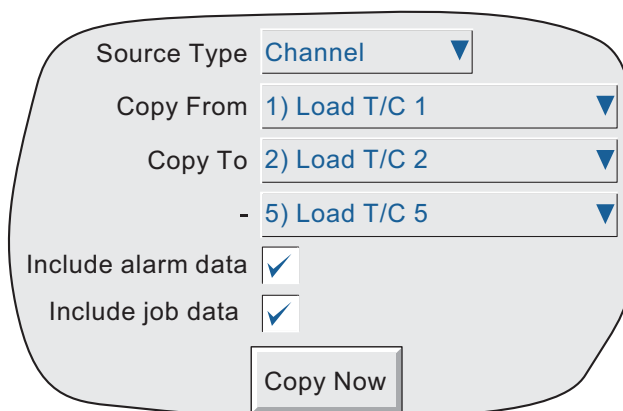 Source Type Channel
Copy From 1) Load T/C 1
Copy To 2) Load T/C 2
- 5) Load T/C 5
Include alarm data
Include job data
Copy Now